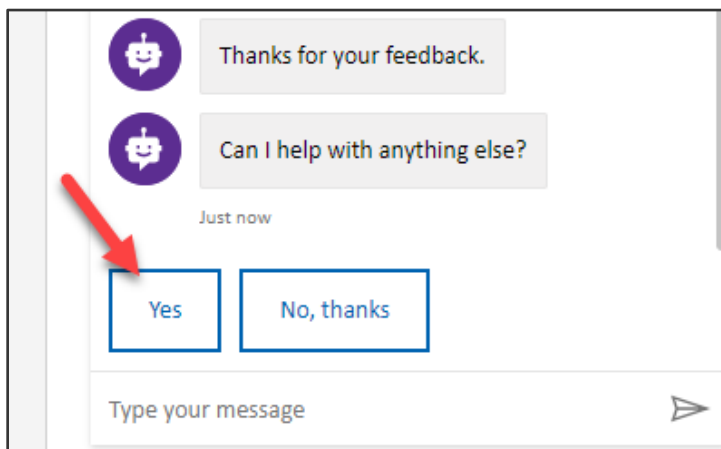 Thanks for your feedback.
Can I help with anything else?
Just now
Yes
No, thanks
Type your message